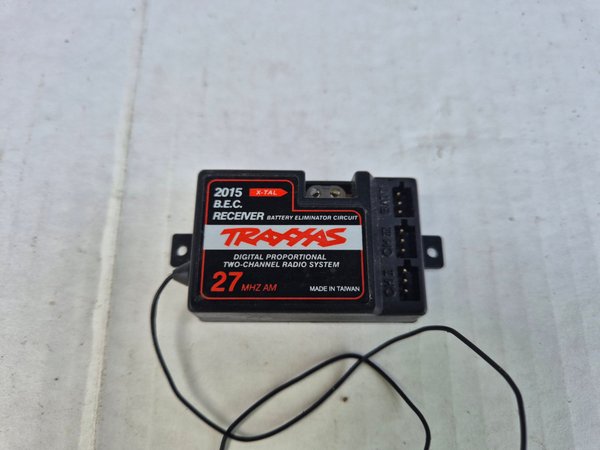 2015
X-TAL
B.E.C.
RECEIVER BATTERY ELIMINATOR CIRCUIT
TRAXXAS
DIGITAL PROPORTIONAL
TWO-CHANNEL RADIO SYSTEM
27 MHZ AM
MADE IN TAIWAN
BATT